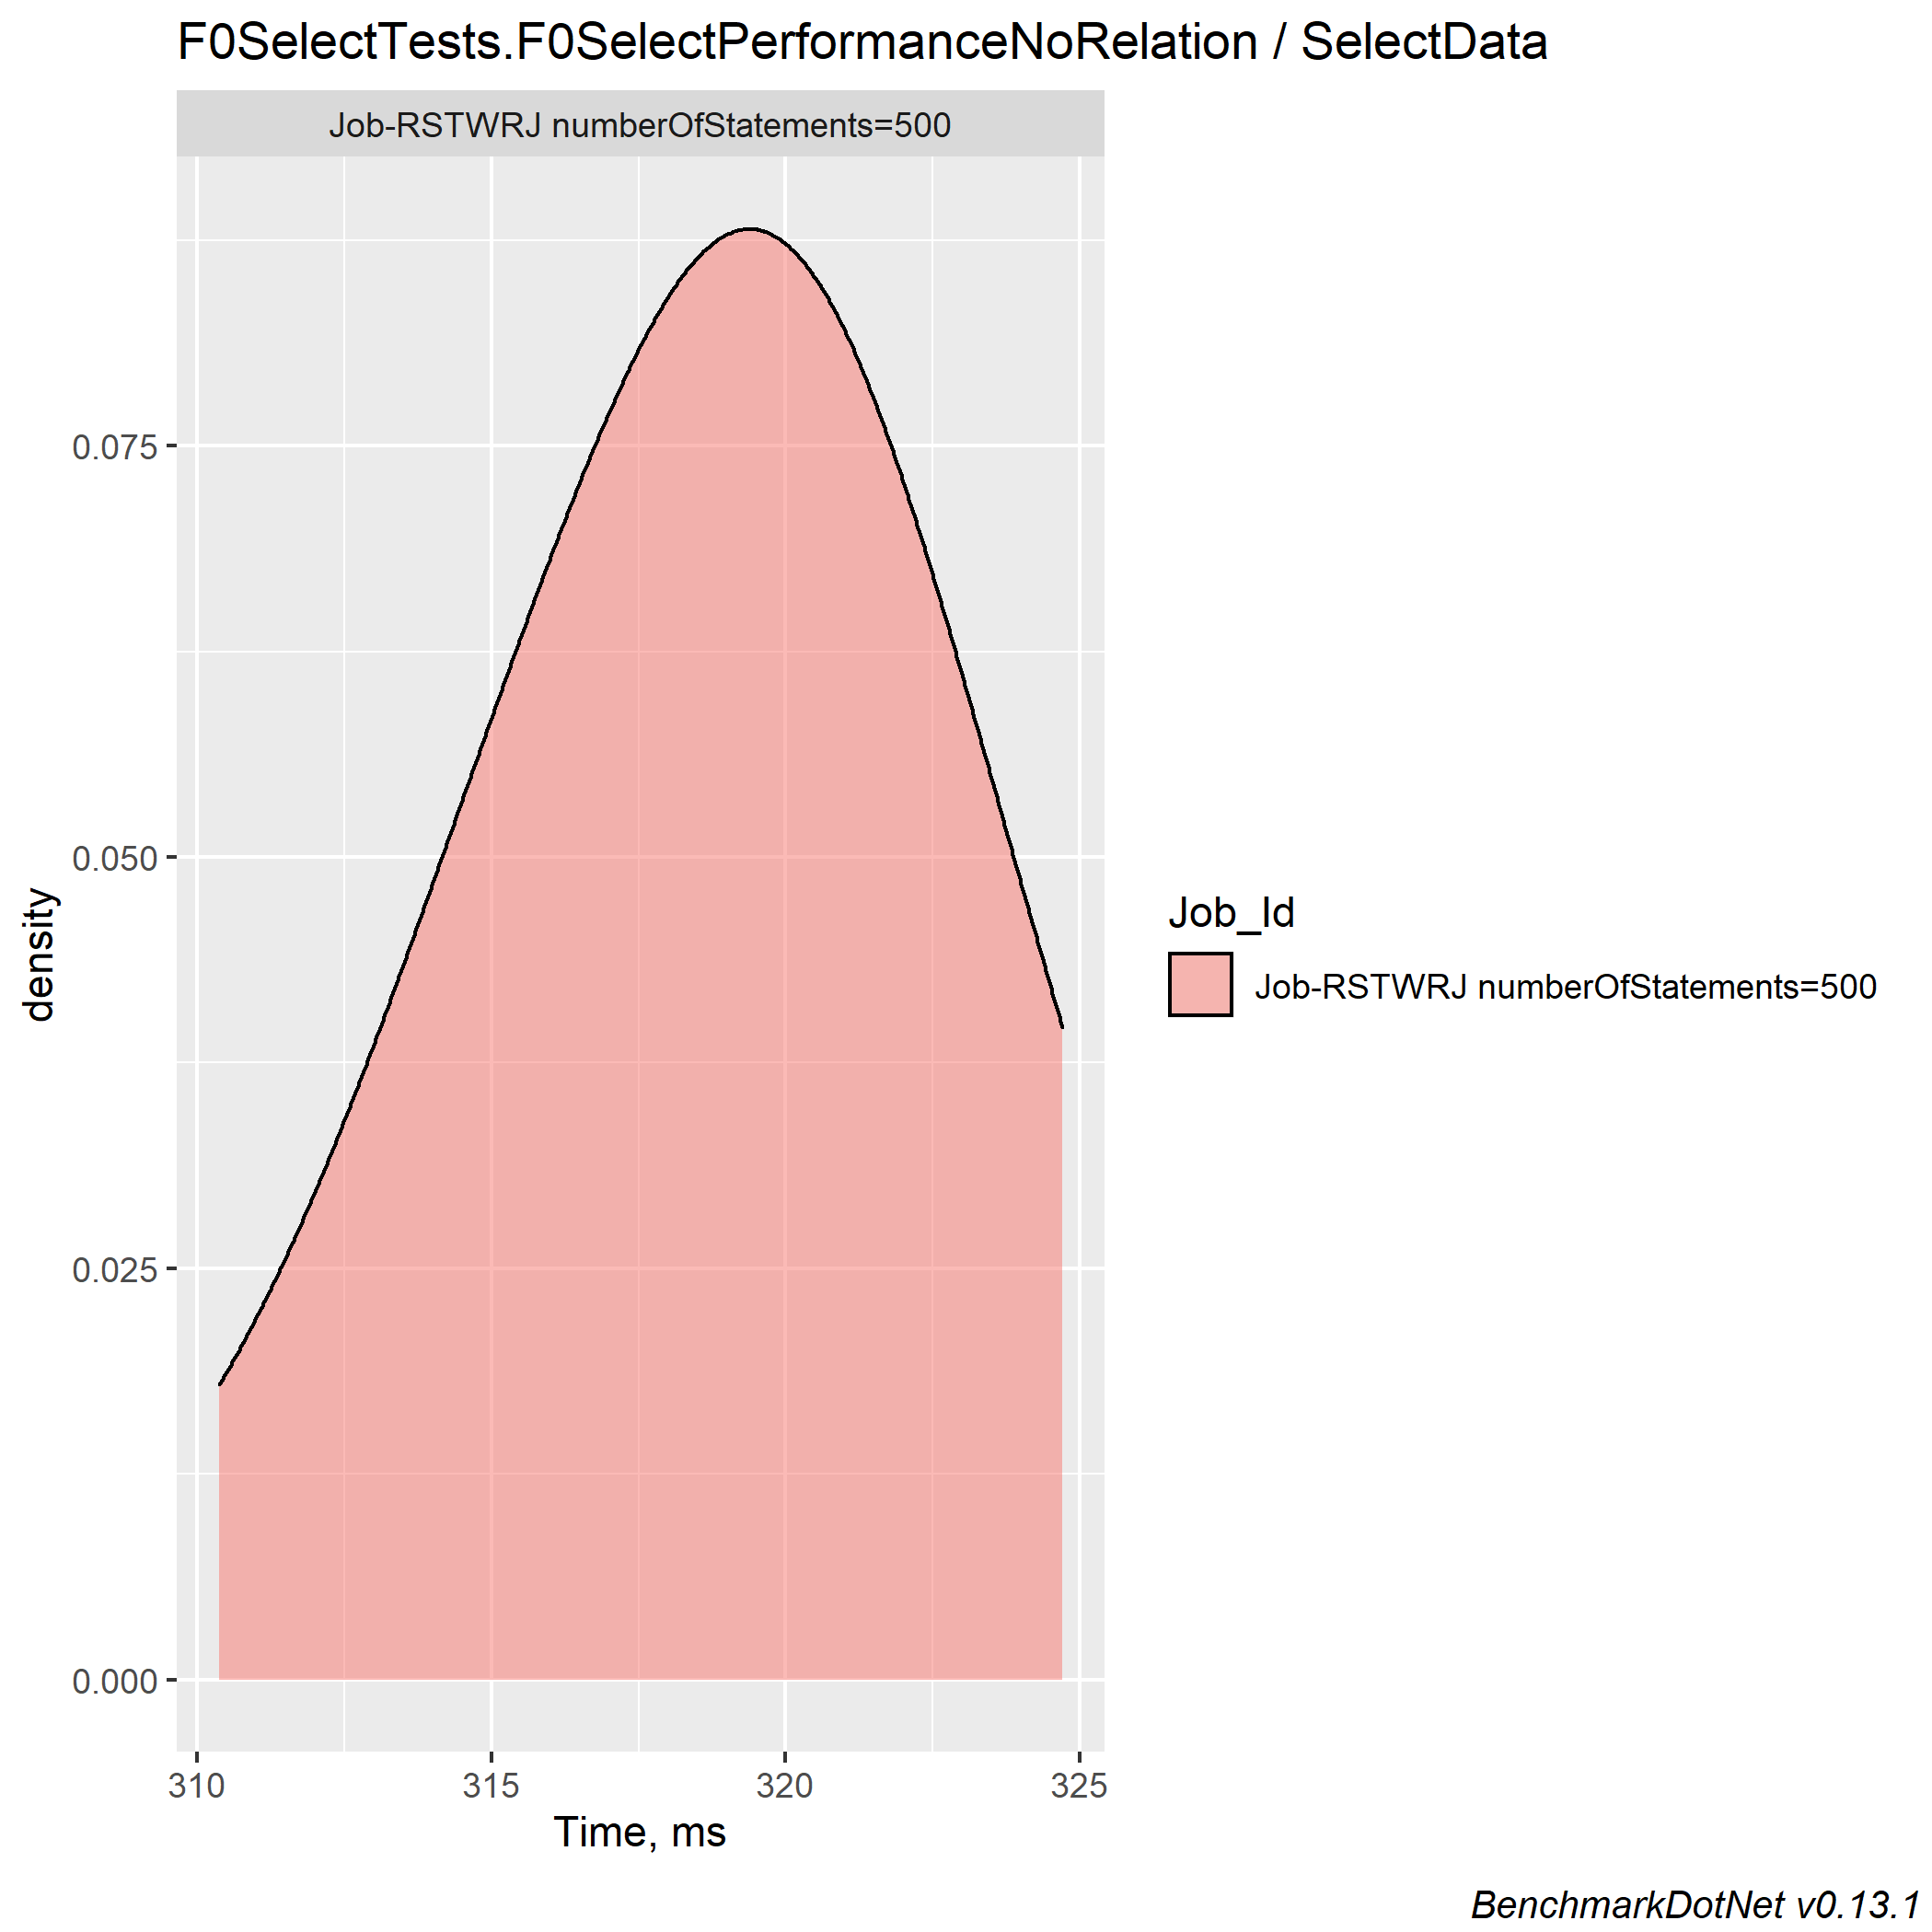 F0SelectTests.F0SelectPerformanceNoRelation / SelectData
Job-RSTWRJ numberOfStatements=500
0.075
0.050
0.025
0.000
density
310 315 320 325
Time, ms
Job_Id
Job-RSTWRJ numberOfStatements=500
BenchmarkDotNet v0.13.1